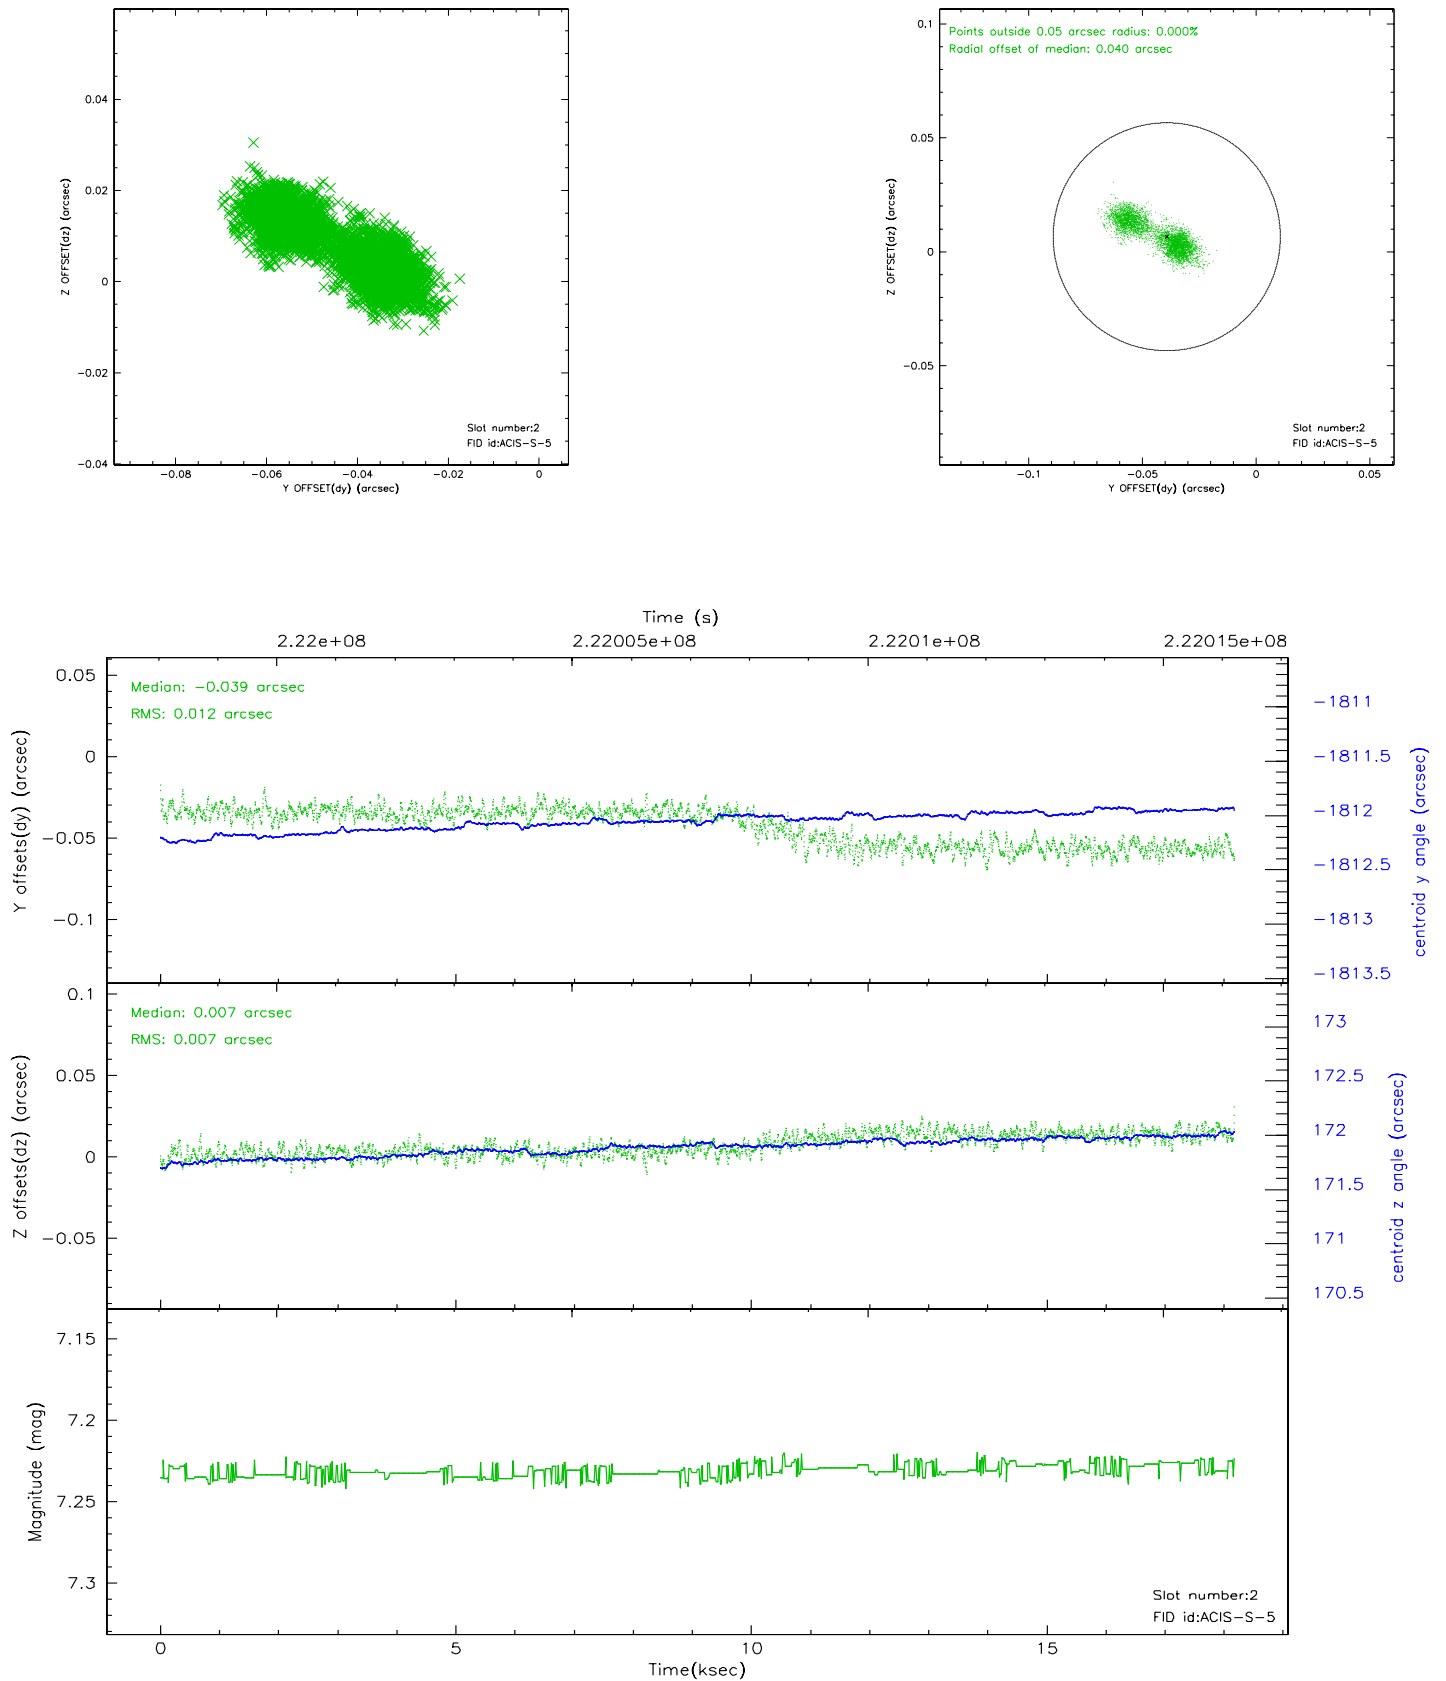 0.04
0.02
0
-0.02
-0.04
Z OFFSET(dz) (arcsec)
Slot number:2
FID id:ACIS-S-5
-0.08
-0.06
-0.04
-0.02
0
Y OFFSET(dy) (arcsec)
Points outside 0.05 arcsec radius: 0.000%
Radial offset of median: 0.040 arcsec
0.1
0.05
0
-0.05
Z OFFSET(dz) (arcsec)
Slot number:2
FID id:ACIS-S-5
-0.1
-0.05
0
0.05
Y OFFSET(dy) (arcsec)
Time (s)
2.22e+08
2.22005e+08
2.2201e+08
2.22015e+08
Median: -0.039 arcsec
RMS: 0.012 arcsec
0.05
0
-0.05
-0.1
Y offsets(dy) (arcsec)
-1811
-1811.5
-1812
-1812.5
-1813
-1813.5
centroid y angle (arcsec)
Median: 0.007 arcsec
RMS: 0.007 arcsec
0.1
0.05
0
-0.05
Z offsets(dz) (arcsec)
173
172.5
172
171.5
171
170.5
centroid z angle (arcsec)
7.15
7.2
7.25
7.3
Magnitude (mag)
Slot number:2
FID id:ACIS-S-5
0
5
10
15
Time(ksec)